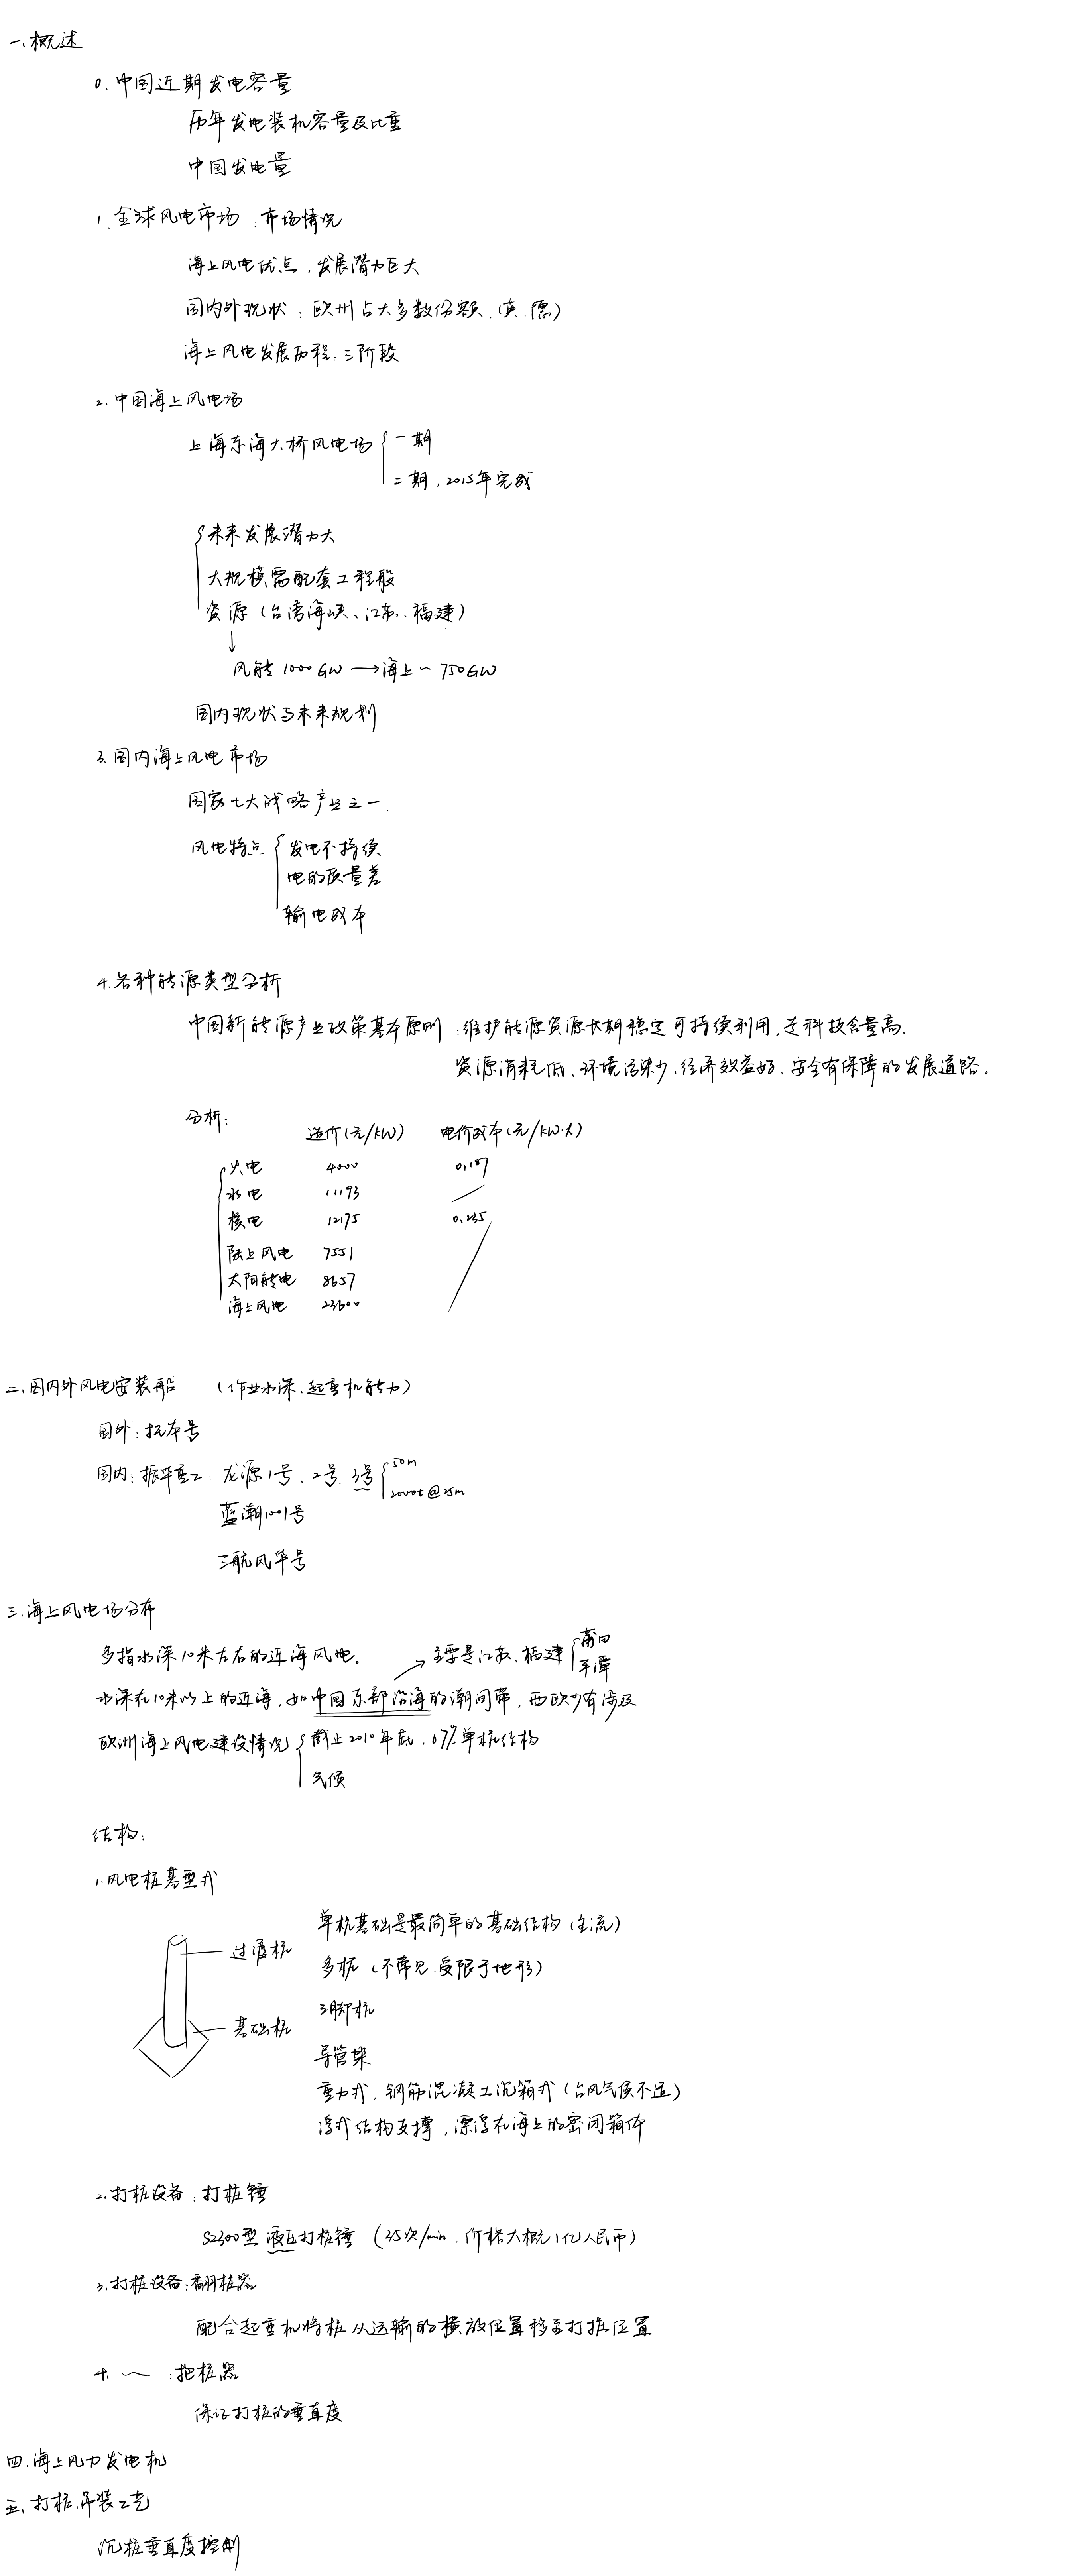 一、概述
0. 中国近期发电容量
历年发电装机容量及比重
中国发电量
1. 全球风电市场：市场情况
海上风电优点，发展潜力巨大
国内外现状：欧洲占大多数份额.（英.德）
海上风电发展历程：三阶段
2. 中国海上风电场
上海东海大桥风电场 一期
二期，2015年完成
未来发展潜力大
大规模需配套工程船
资源（台湾海峡、江苏、福建）
↓
风能 1000GW → 海上~750GW
国内现状与未来规划
3. 国内海上风电市场
国家七大战略产业之一
风电特点 发电不持续
电的质量差
输电成本
4. 各种能源类型分析
中国新能源产业政策基本原则：维护能源资源长期稳定可持续利用，走科技含量高、
资源消耗低、环境污染少、经济效益好、安全有保障的发展道路。
分析：
造价(元/KW) 电价成本(元/KW·h)
火电 4000 0.187
水电 11193 /
核电 12175 0.235
陆上风电 7551
太阳能电 8657
海上风电 23600
二、国内外风电安装船 （作业水深、起重机能力）
国外：抚本号
国内：振华重工：龙源1号、2号、3号 50m
2000t@25m
蓝潮1001号
三航风华号
三、海上风电场分布
多指水深10米左右的近海风电。 → 主要是江苏、福建 莆田
平潭
水深在10米以上的近海，如中国东部沿海的潮间带，西欧少有涉及
欧洲海上风电建设情况 截止2010年底，67%单桩结构
气候
结构：
1. 风电桩基型式
单桩基础是最简单的基础结构（主流）
过渡桩
多桩（不常见，受限于地形）
三脚桩
基础桩
导管架
重力式，钢筋混凝土沉箱式（台风气候不适）
浮式结构支撑，漂浮在海上的密闭箱体
2. 打桩设备：打桩锤
S2300型液压打桩锤（35次/min，价格大概1亿人民币）
3. 打桩设备：翻桩器
配合起重机将桩从运输的横放位置移至打桩位置
4. ～ ：抱桩器
保证打桩的垂直度
四. 海上风力发电机
五、打桩.吊装工艺
沉桩垂直度控制